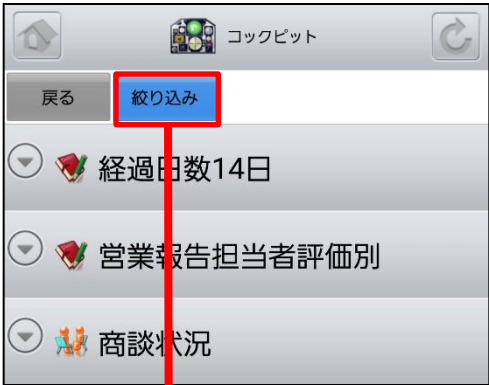 コックピット
戻る 絞り込み
経過日数14日
営業報告担当者評価別
商談状況